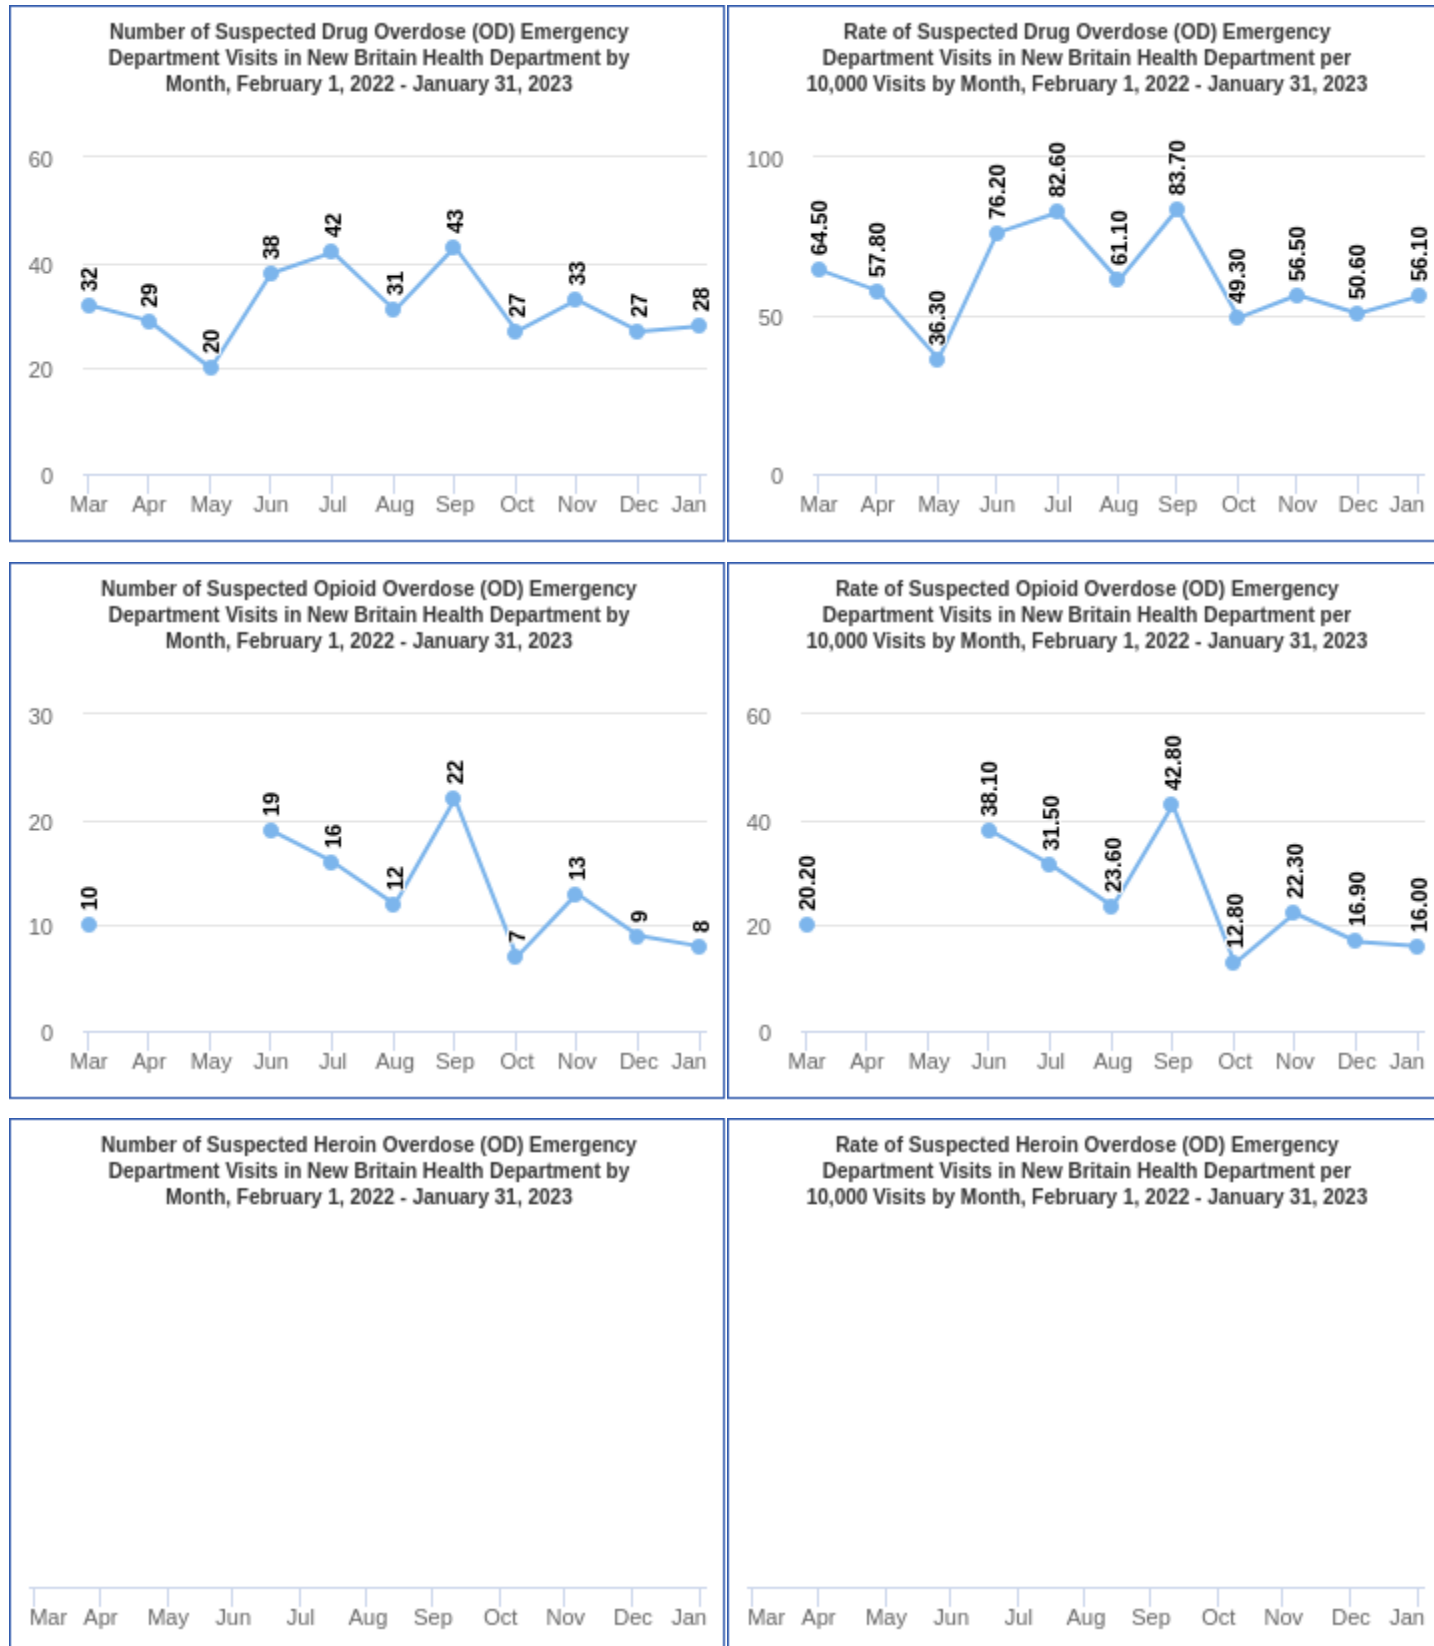 Number of Suspected Drug Overdose (OD) Emergency
Department Visits in New Britain Health Department by
Month, February 1, 2022 - January 31, 2023
60
40
20
0
32
29
20
38
42
31
43
27
33
27
28
Mar Apr May Jun Jul Aug Sep Oct Nov Dec Jan
Rate of Suspected Drug Overdose (OD) Emergency
Department Visits in New Britain Health Department per
10,000 Visits by Month, February 1, 2022 - January 31, 2023
100
50
0
64.50
57.80
36.30
76.20
82.60
61.10
83.70
49.30
56.50
50.60
56.10
Mar Apr May Jun Jul Aug Sep Oct Nov Dec Jan
Number of Suspected Opioid Overdose (OD) Emergency
Department Visits in New Britain Health Department by
Month, February 1, 2022 - January 31, 2023
30
20
10
0
10
19
16
12
22
7
13
9
8
Mar Apr May Jun Jul Aug Sep Oct Nov Dec Jan
Rate of Suspected Opioid Overdose (OD) Emergency
Department Visits in New Britain Health Department per
10,000 Visits by Month, February 1, 2022 - January 31, 2023
60
40
20
0
20.20
38.10
31.50
23.60
42.80
12.80
22.30
16.90
16.00
Mar Apr May Jun Jul Aug Sep Oct Nov Dec Jan
Number of Suspected Heroin Overdose (OD) Emergency
Department Visits in New Britain Health Department by
Month, February 1, 2022 - January 31, 2023
Mar Apr May Jun Jul Aug Sep Oct Nov Dec Jan
Rate of Suspected Heroin Overdose (OD) Emergency
Department Visits in New Britain Health Department per
10,000 Visits by Month, February 1, 2022 - January 31, 2023
Mar Apr May Jun Jul Aug Sep Oct Nov Dec Jan